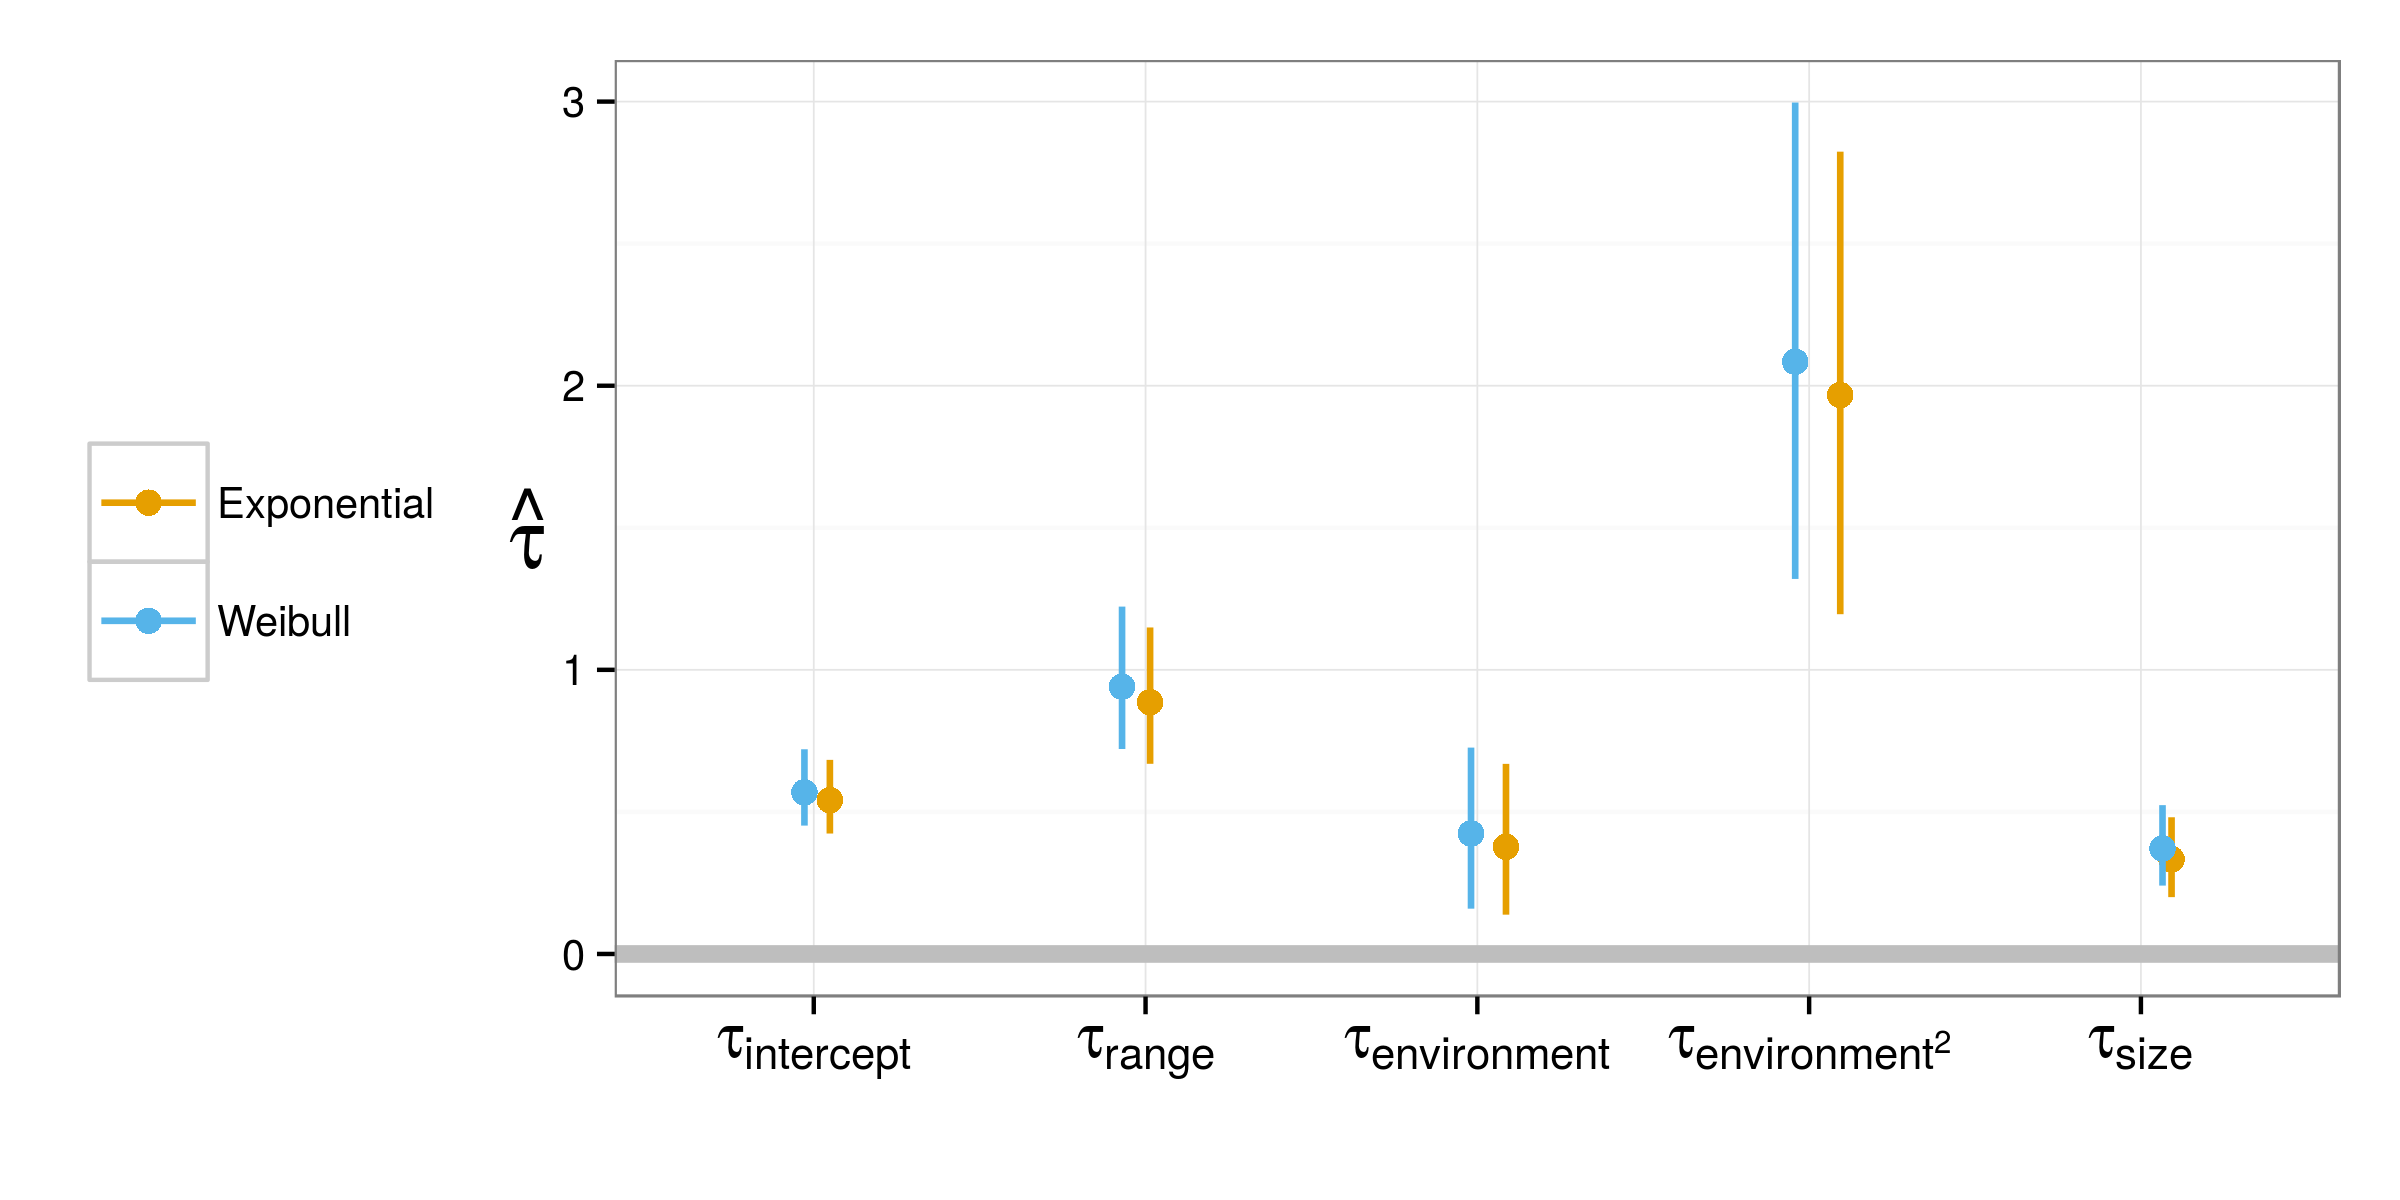 Exponential
Weibull
τ̂
3
2
1
0
τintercept
τrange
τenvironment
τenvironment²
τsize